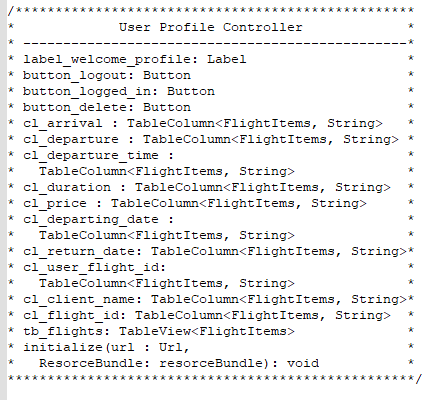 /**************************************************
*             User Profile Controller             *
* ------------------------------------------------*
* label_welcome_profile: Label                    *
* button_logout: Button                           *
* button_logged_in: Button                        *
* button_delete: Button                           *
* cl_arrival : TableColumn<FlightItems, String>   *
* cl_departure : TableColumn<FlightItems, String> *
* cl_departure_time :                             *
*   TableColumn<FlightItems, String>              *
* cl_duration : TableColumn<FlightItems, String>  *
* cl_price : TableColumn<FlightItems, String>     *
* cl_departing_date :                             *
*   TableColumn<FlightItems, String>              *
* cl_return_date: TableColumn<FlightItems, String>*
* cl_user_flight_id:                              *
*   TableColumn<FlightItems, String>              *
* cl_client_name: TableColumn<FlightItems, String>*
* cl_flight_id: TableColumn<FlightItems, String>  *
* tb_flights: TableView<FlightItems>              *
* initialize(url : Url,                           *
*   ResorceBundle: resorceBundle): void           *
**************************************************/